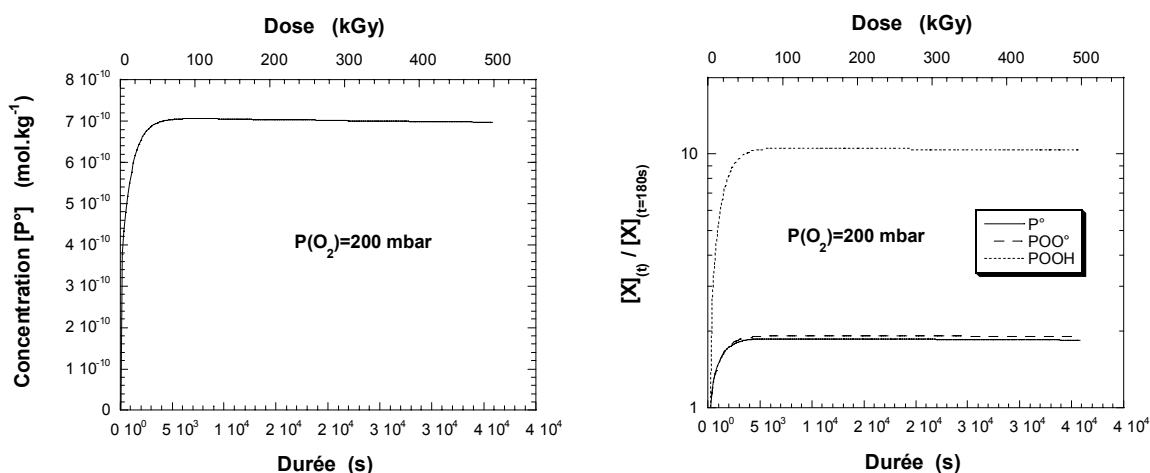 Dose (kGy)
0 100 200 300 400 500
8 10-10
7 10-10
6 10-10
5 10-10
4 10-10
3 10-10
2 10-10
1 10-10
0
Concentration [P°] (mol.kg-1)
P(O2)=200 mbar
0 100 5 103 1 104 2 104 2 104 3 104 3 104 4 104 4 104
Durée (s)
Dose (kGy)
0 100 200 300 400 500
10
1
[X](t) / [X](t=180s)
P(O2)=200 mbar
P°
POO°
POOH
0 100 5 103 1 104 2 104 2 104 3 104 3 104 4 104 4 104
Durée (s)